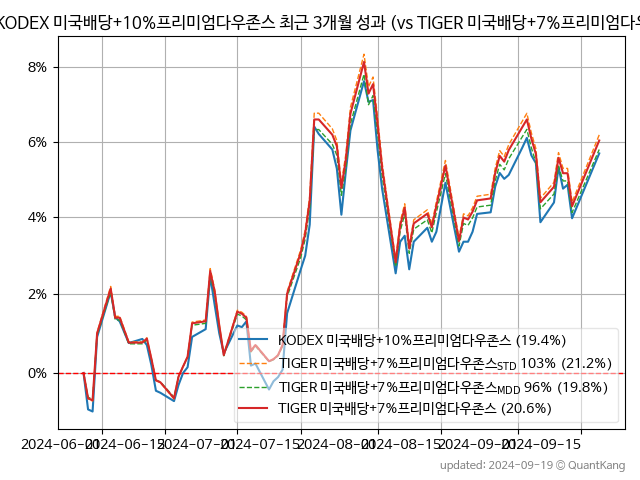 KODEX 미국배당+10%프리미엄다우존스 최근 3개월 성과 (vs TIGER 미국배당+7%프리미엄다우
8%
6%
4%
2%
0%
KODEX 미국배당+10%프리미엄다우존스 (19.4%)
TIGER 미국배당+7%프리미엄다우존스STD 103% (21.2%)
TIGER 미국배당+7%프리미엄다우존스MDD 96% (19.8%)
TIGER 미국배당+7%프리미엄다우존스 (20.6%)
2024-06-01 2024-06-15 2024-07-01 2024-07-15 2024-08-01 2024-08-15 2024-09-01 2024-09-15
updated: 2024-09-19 © QuantKang